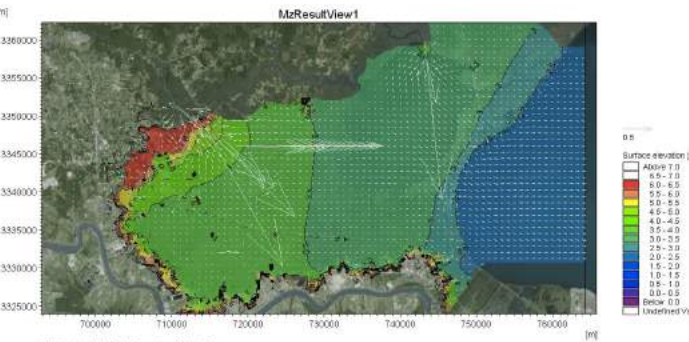 m]
MzResultView1
3360000
3355000
3350000
3345000
3340000
3335000
3330000
3325000
700000 710000 720000 730000 740000 750000 760000
[m]
0.5
Surface elevation [
Above 7.0
6.5 - 7.0
6.0 - 6.5
5.5 - 6.0
5.0 - 5.5
4.5 - 5.0
4.0 - 4.5
3.5 - 4.0
3.0 - 3.5
2.5 - 3.0
2.0 - 2.5
1.5 - 2.0
1.0 - 1.5
0.5 - 1.0
0.0 - 0.5
Below 0.0
Undefined V